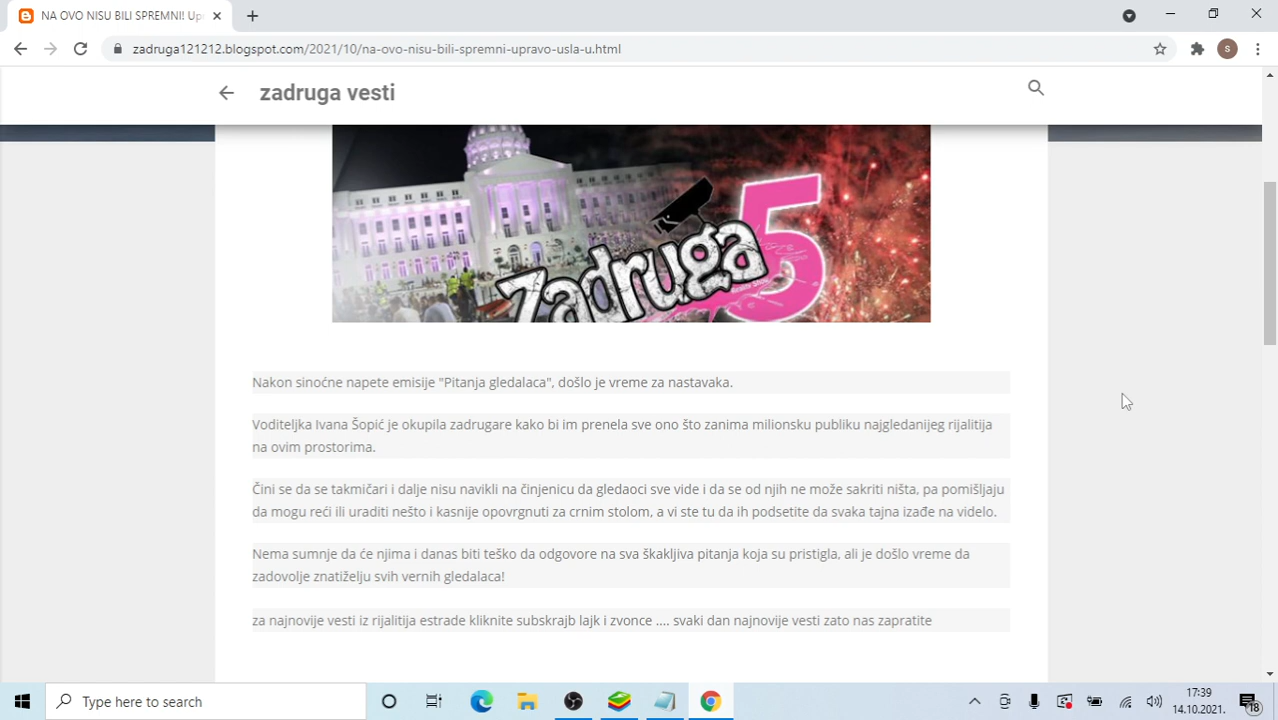 NA OVO NISU BILI SPREMNI! Upr
zadruga121212.blogspot.com/2021/10/na-ovo-nisu-bili-spremni-upravo-usla-u.html
S
zadruga vesti
Zadruga 5
Nakon sinoćne napete emisije "Pitanja gledalaca", došlo je vreme za nastavaka.
Voditeljka Ivana Šopić je okupila zadrugare kako bi im prenela sve ono što zanima milionsku publiku najgledanijeg rijalitija
na ovim prostorima.
Čini se da se takmičari i dalje nisu navikli na činjenicu da gledaoci sve vide i da se od njih ne može sakriti ništa, pa pomišljaju
da mogu reći ili uraditi nešto i kasnije opovrgnuti za crnim stolom, a vi ste tu da ih podsetite da svaka tajna izađe na videlo.
Nema sumnje da će njima i danas biti teško da odgovore na sva škakljiva pitanja koja su pristigla, ali je došlo vreme da
zadovolje znatiželju svih vernih gledalaca!
za najnovije vesti iz rijalitija estrade kliknite subskrajb lajk i zvonce .... svaki dan najnovije vesti zato nas zapratite
Type here to search
17:39
14.10.2021.
18